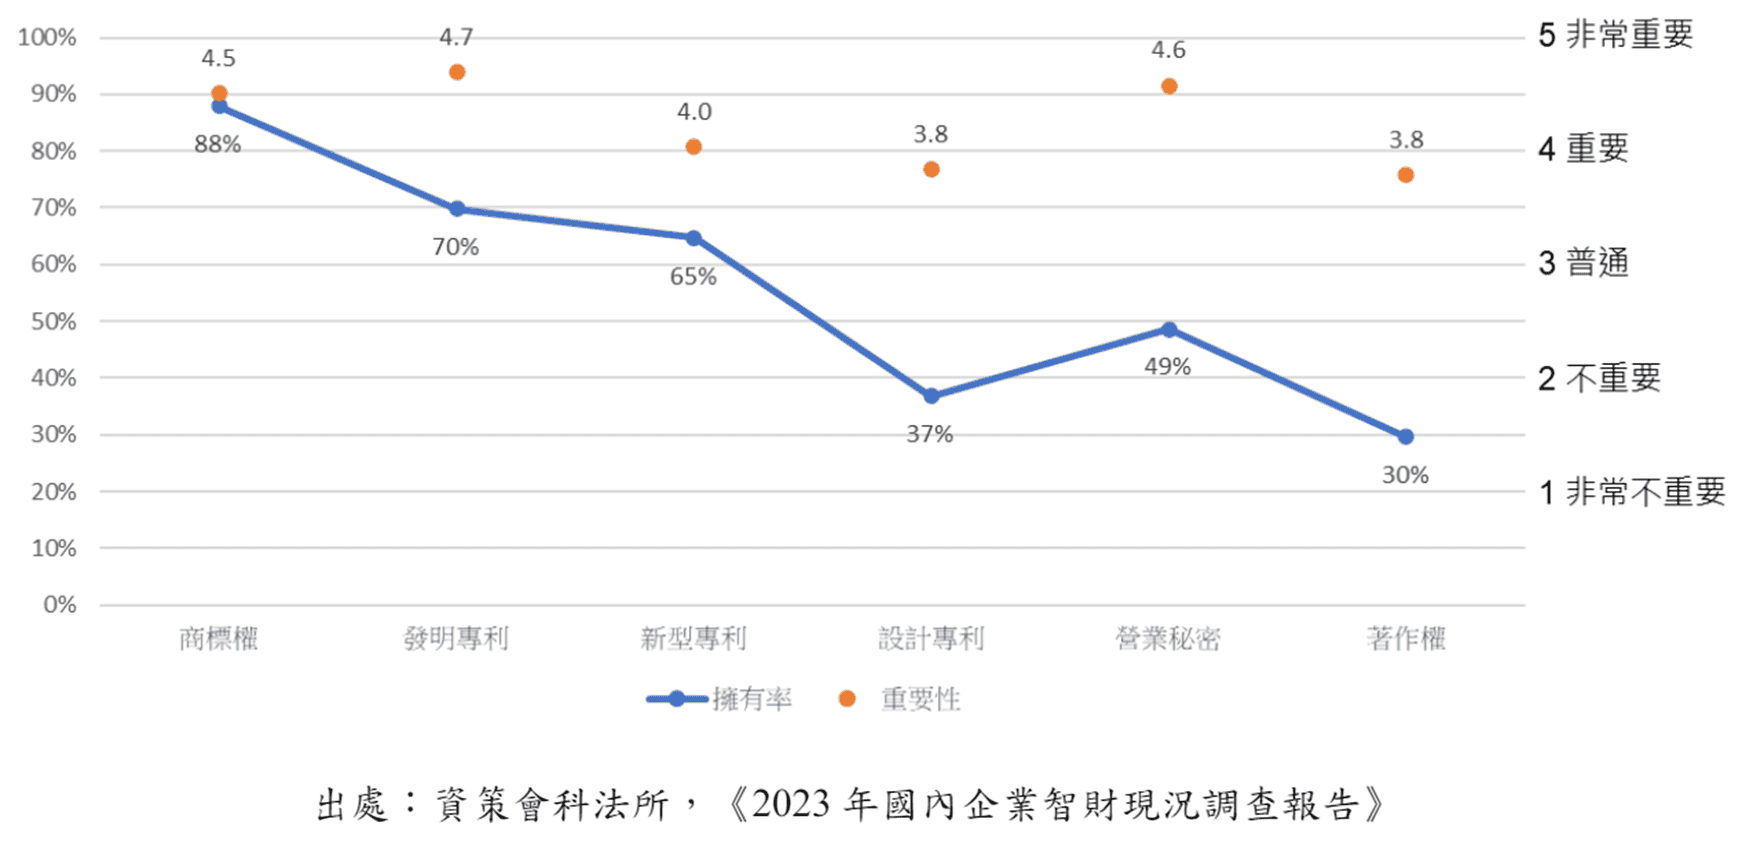 100%
90%
80%
70%
60%
50%
40%
30%
20%
10%
0%
4.5
4.7
4.0
3.8
4.6
3.8
88%
70%
65%
37%
49%
30%
5 非常重要
4 重要
3 普通
2 不重要
1 非常不重要
商標權 發明專利 新型專利 設計專利 營業秘密 著作權
擁有率 重要性
出處：資策會科法所，《2023 年國內企業智財現況調查報告》